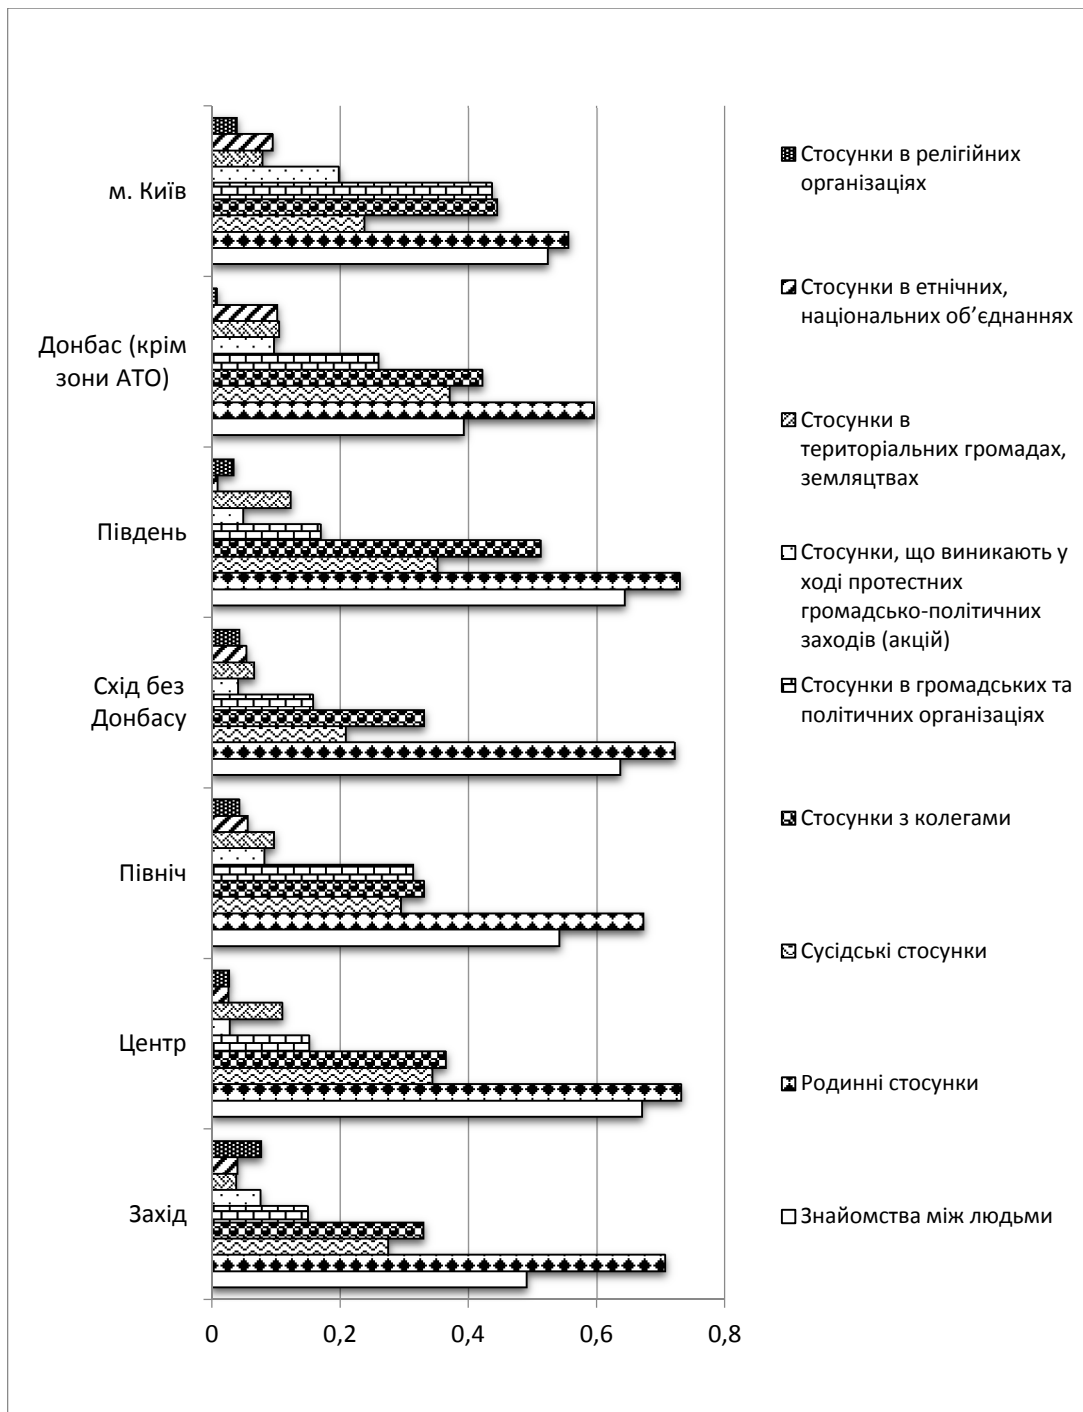 м. Київ
Донбас (крім
зони АТО)
Південь
Схід без
Донбасу
Північ
Центр
Захід
0
0,2
0,4
0,6
0,8
Стосунки в релігійних
організаціях
Стосунки в етнічних,
національних об’єднаннях
Стосунки в
територіальних громадах,
земляцтвах
Стосунки, що виникають у
ході протестних
громадсько-політичних
заходів (акцій)
Стосунки в громадських та
політичних організаціях
Стосунки з колегами
Сусідські стосунки
Родинні стосунки
Знайомства між людьми